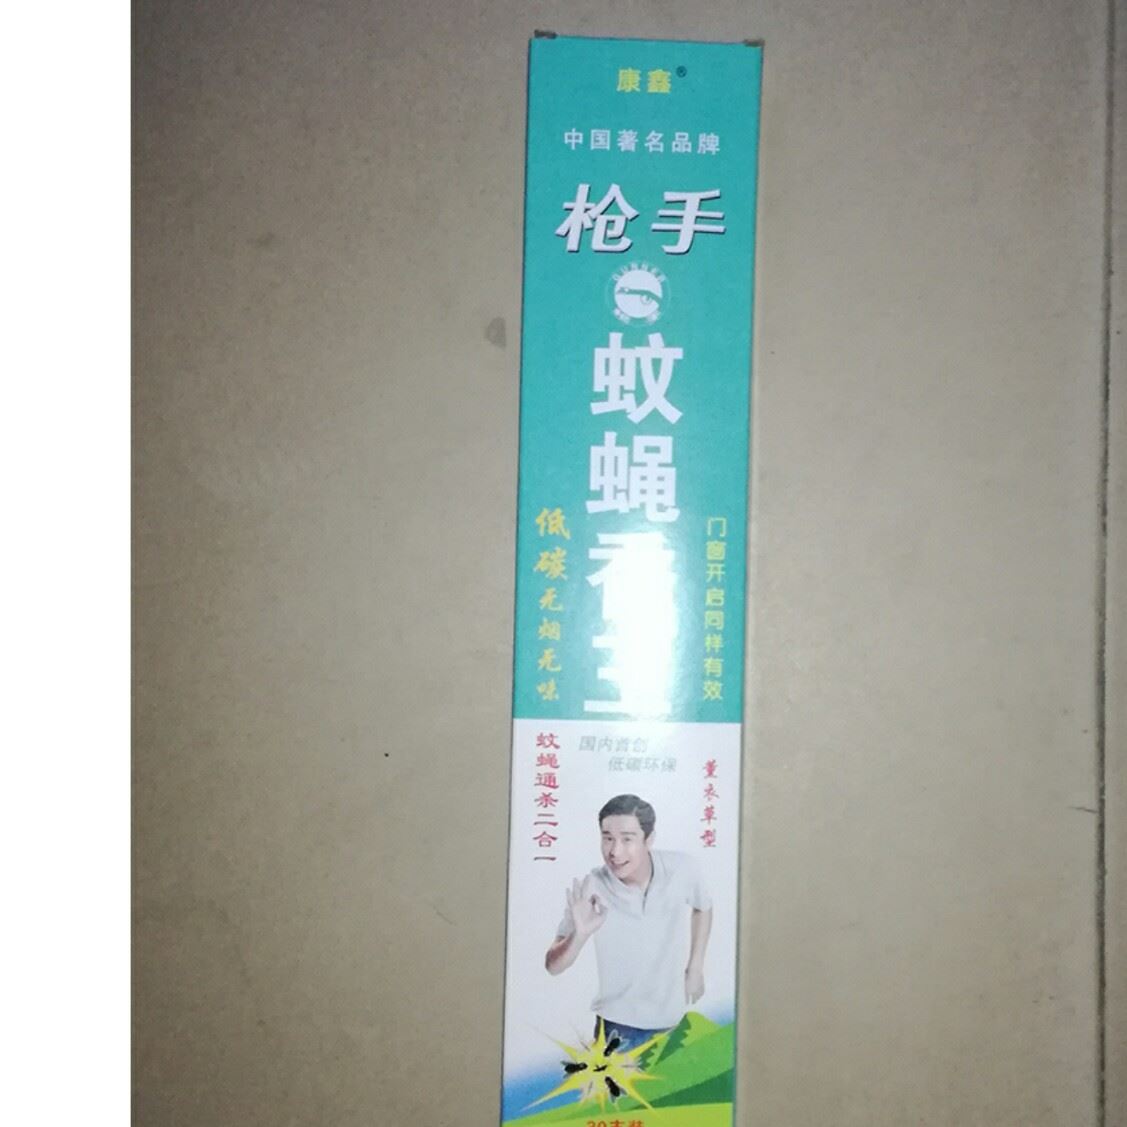 康鑫®
中国著名品牌
枪手
蚊蝇香王
低碳无烟无味
门窗开启同样有效
国内首创
低碳环保
蚊蝇通杀二合一
薰衣草型